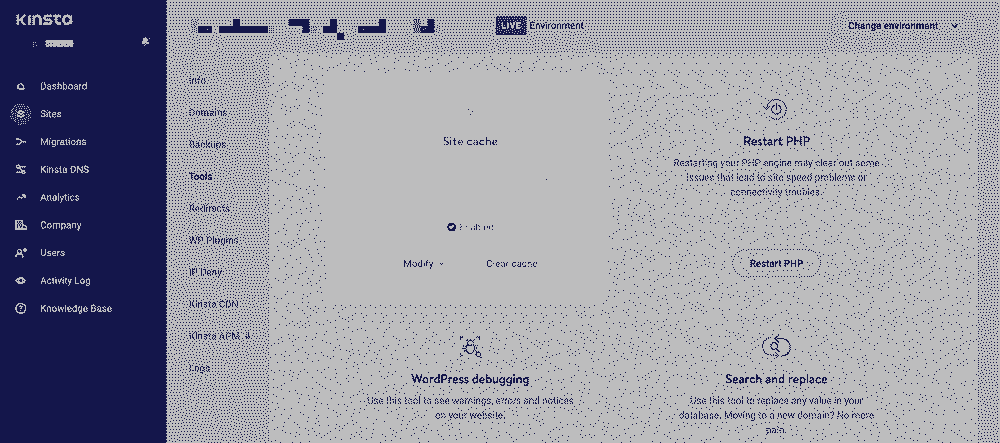 KINSTA
LIVE Environment
Change environment
Dashboard
Sites
Migrations
Kinsta DNS
Analytics
Company
Users
Activity Log
Knowledge Base
Info
Domains
Backups
Tools
Redirects
WP Plugins
IP Deny
Kinsta CDN
Kinsta APM
Logs
Site cache
Enabled
Modify
Clear cache
Restart PHP
Restarting your PHP engine may clear out some
issues that lead to site speed problems or
connectivity troubles.
Restart PHP
WordPress debugging
Use this tool to see warnings, errors and notices
on your website.
Search and replace
Use this tool to replace any value in your
database. Moving to a new domain? No more
pain.